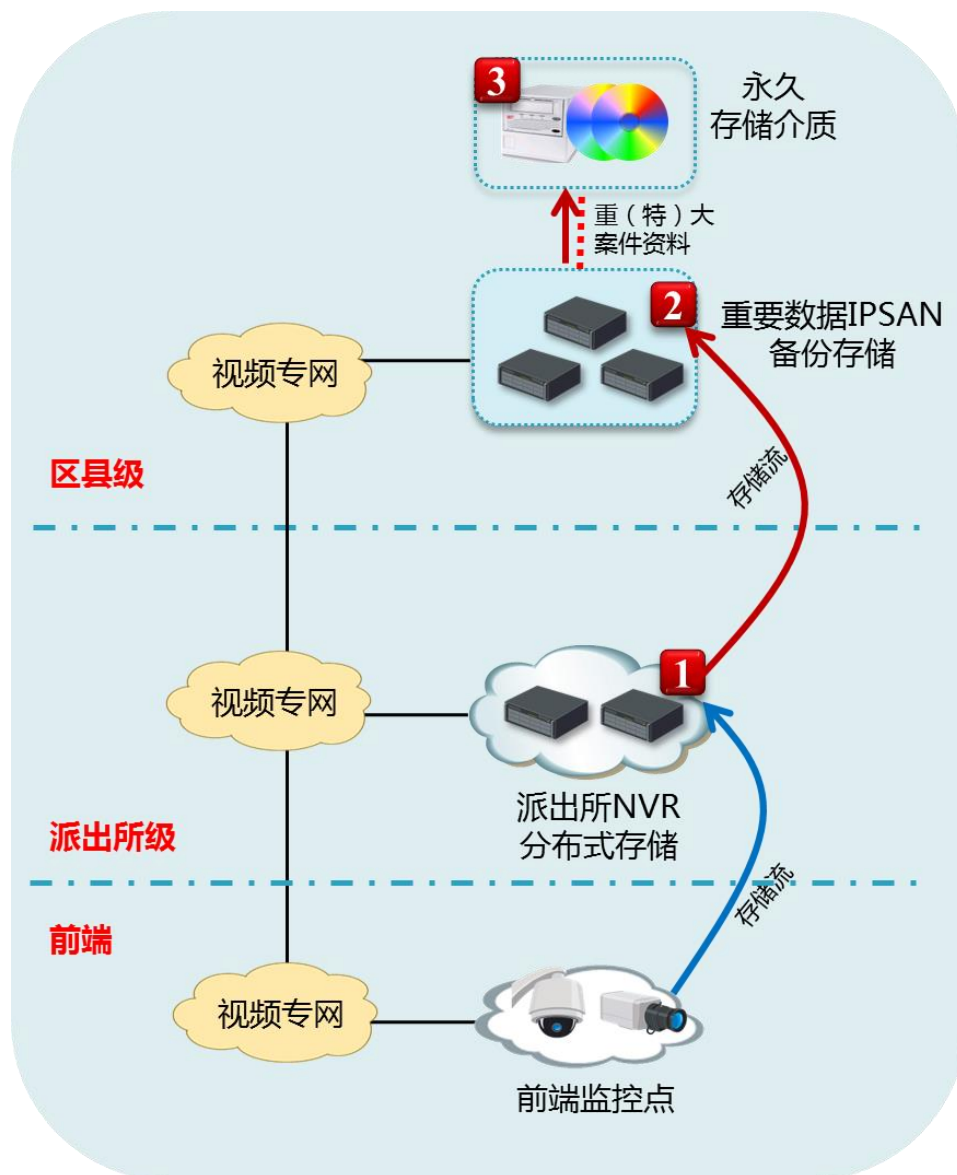 3
永久
存储介质
重（特）大
案件资料
2
重要数据IPSAN
备份存储
视频专网
区县级
存储流
1
视频专网
派出所NVR
分布式存储
派出所级
存储流
前端
视频专网
前端监控点